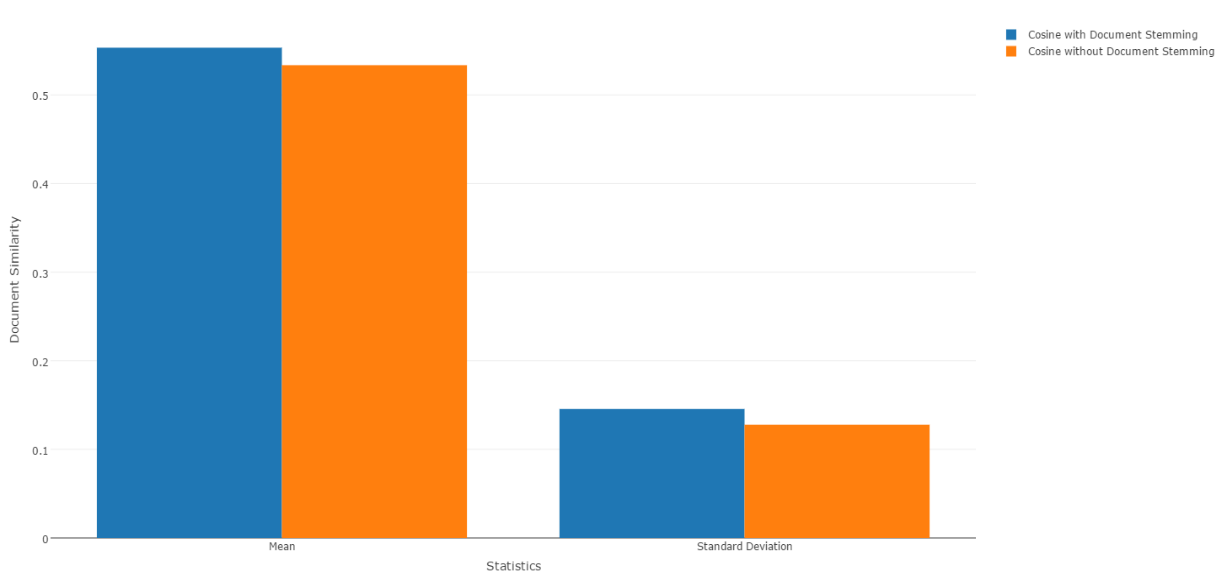 Cosine with Document Stemming
Cosine without Document Stemming
Document Similarity
0.5
0.4
0.3
0.2
0.1
0
Mean
Standard Deviation
Statistics